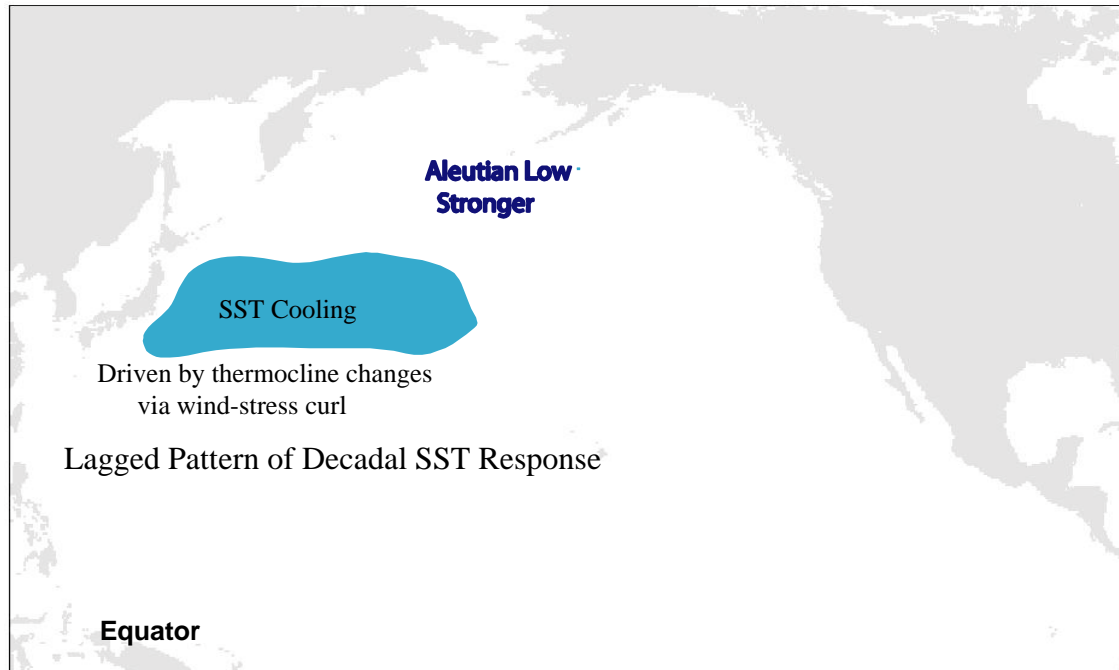 Aleutian Low
Stronger
SST Cooling
Driven by thermocline changes
via wind-stress curl
Lagged Pattern of Decadal SST Response
Equator